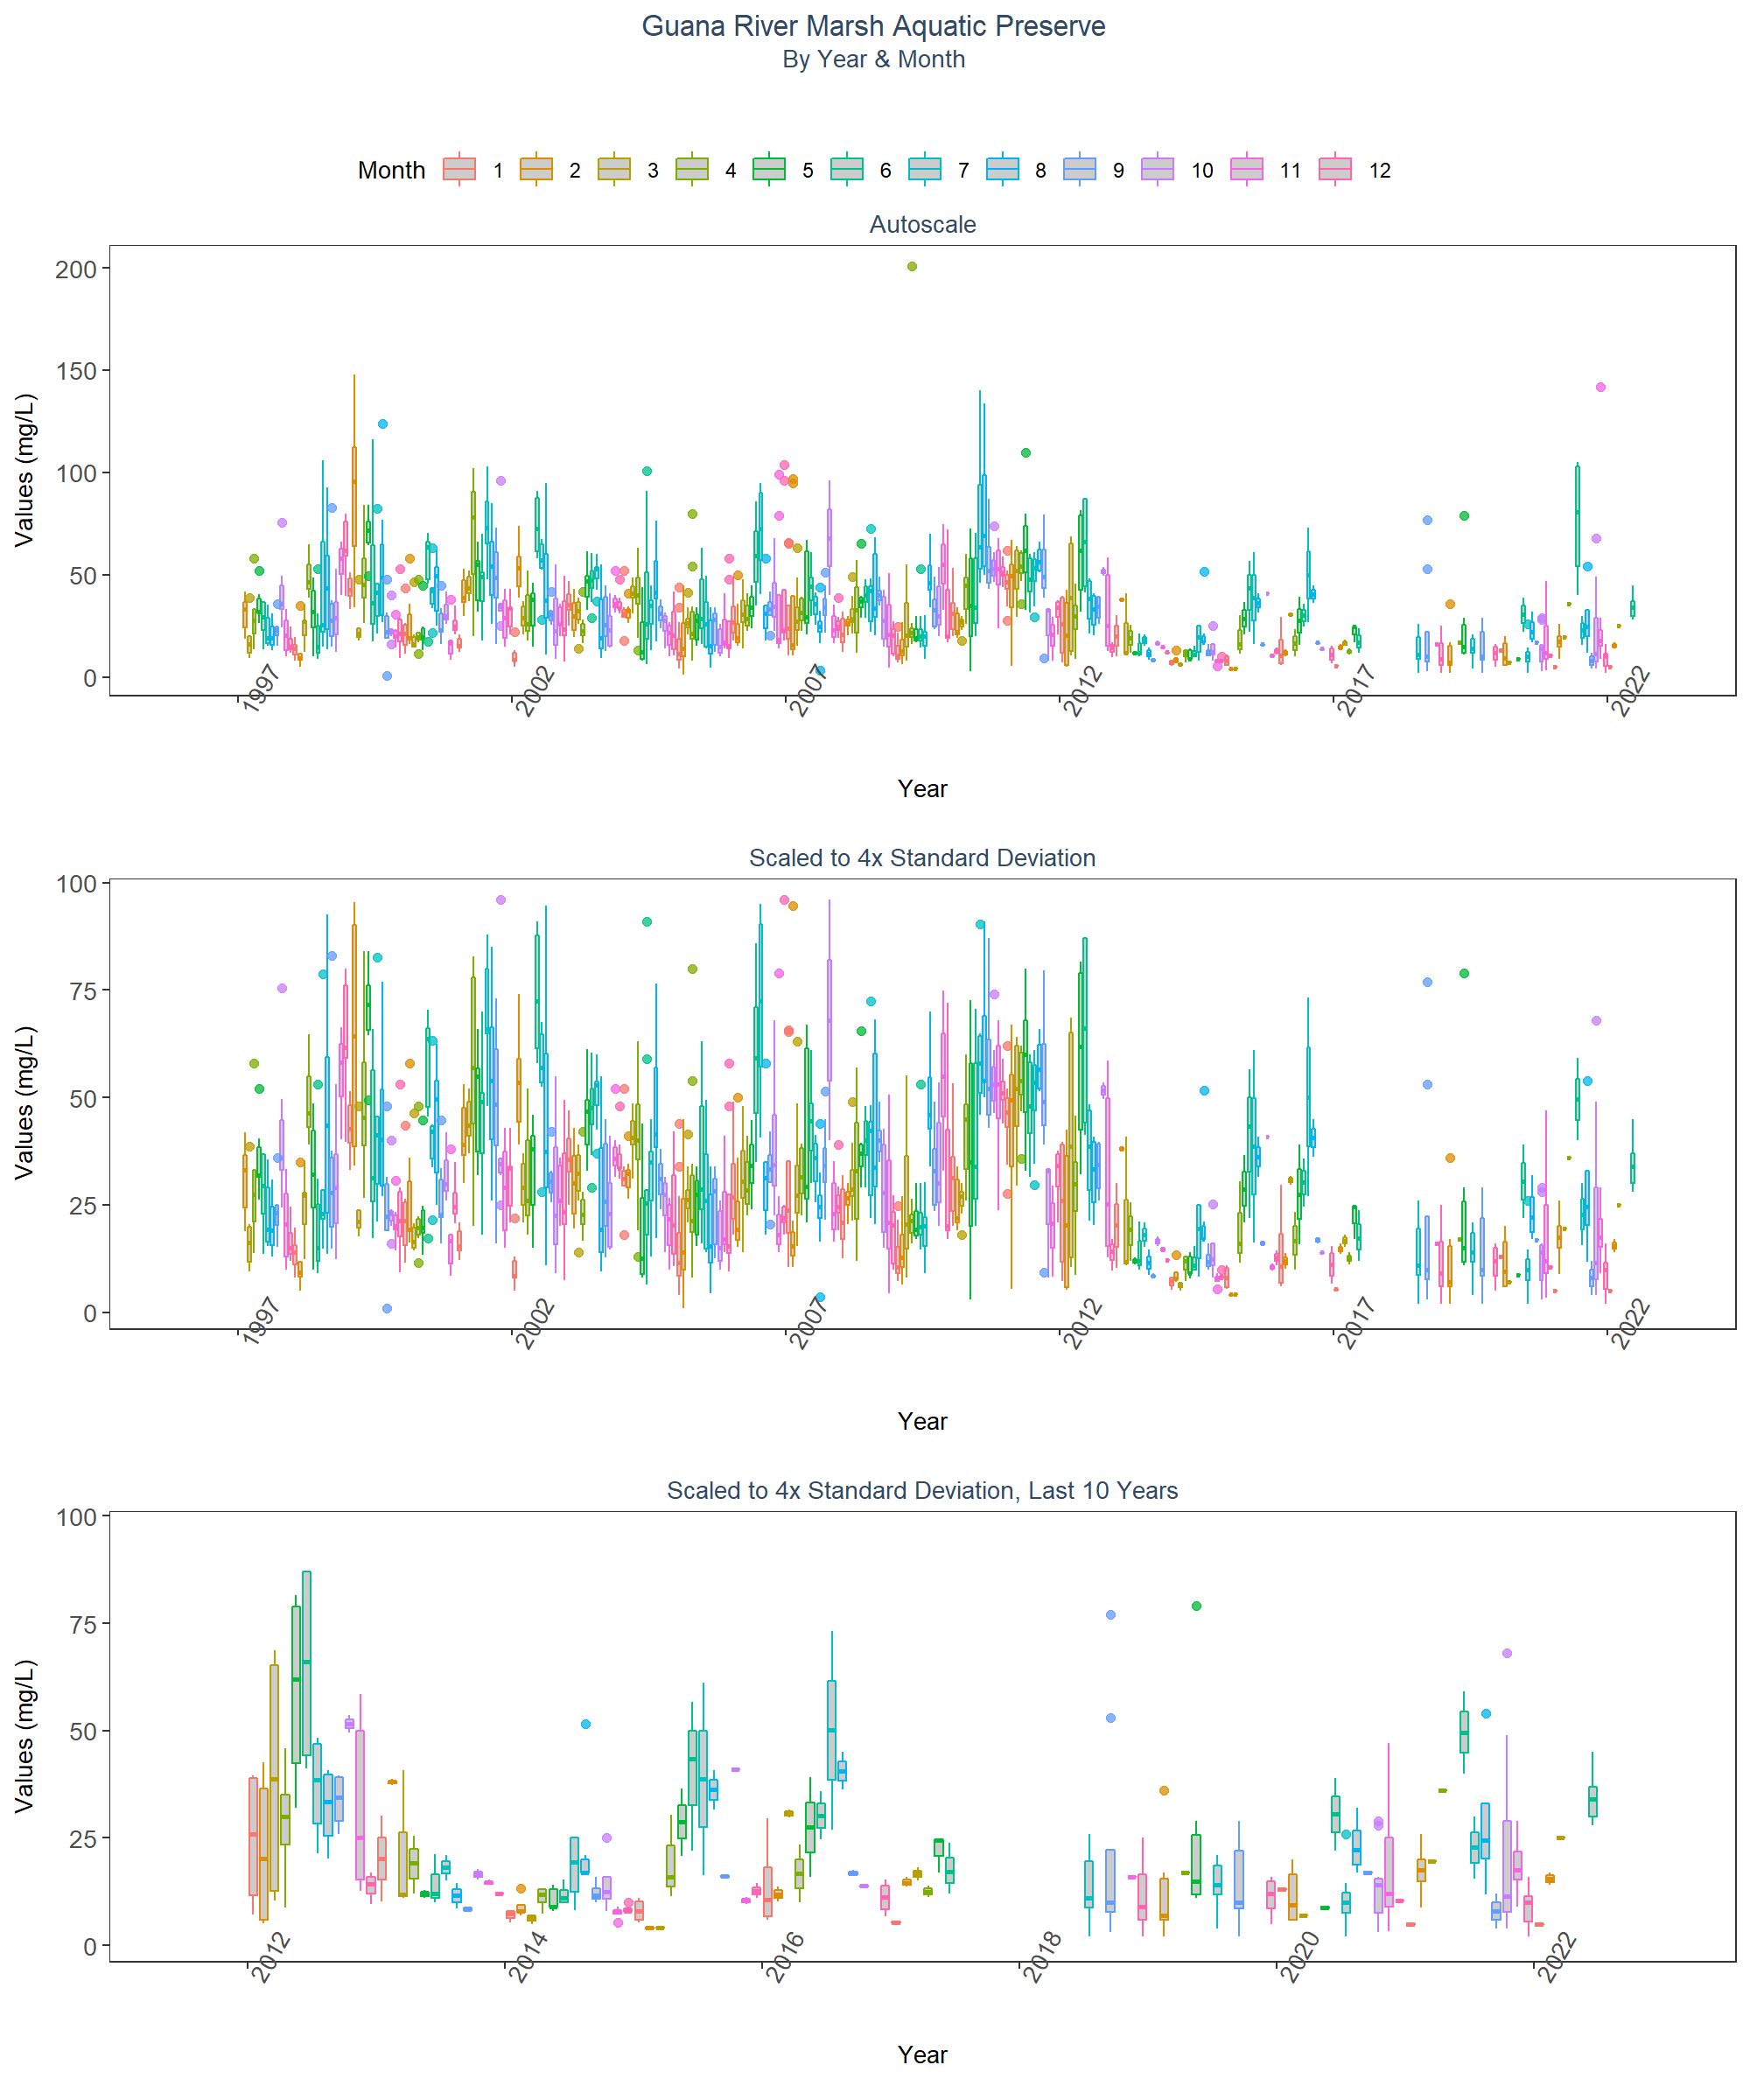 Guana River Marsh Aquatic Preserve
By Year & Month
Month 1 2 3 4 5 6 7 8 9 10 11 12
Autoscale
Values (mg/L)
200
150
100
50
0
1997 2002 2007 2012 2017 2022
Year
Scaled to 4x Standard Deviation
Values (mg/L)
100
75
50
25
0
1997 2002 2007 2012 2017 2022
Year
Scaled to 4x Standard Deviation, Last 10 Years
Values (mg/L)
100
75
50
25
0
2012 2014 2016 2018 2020 2022
Year